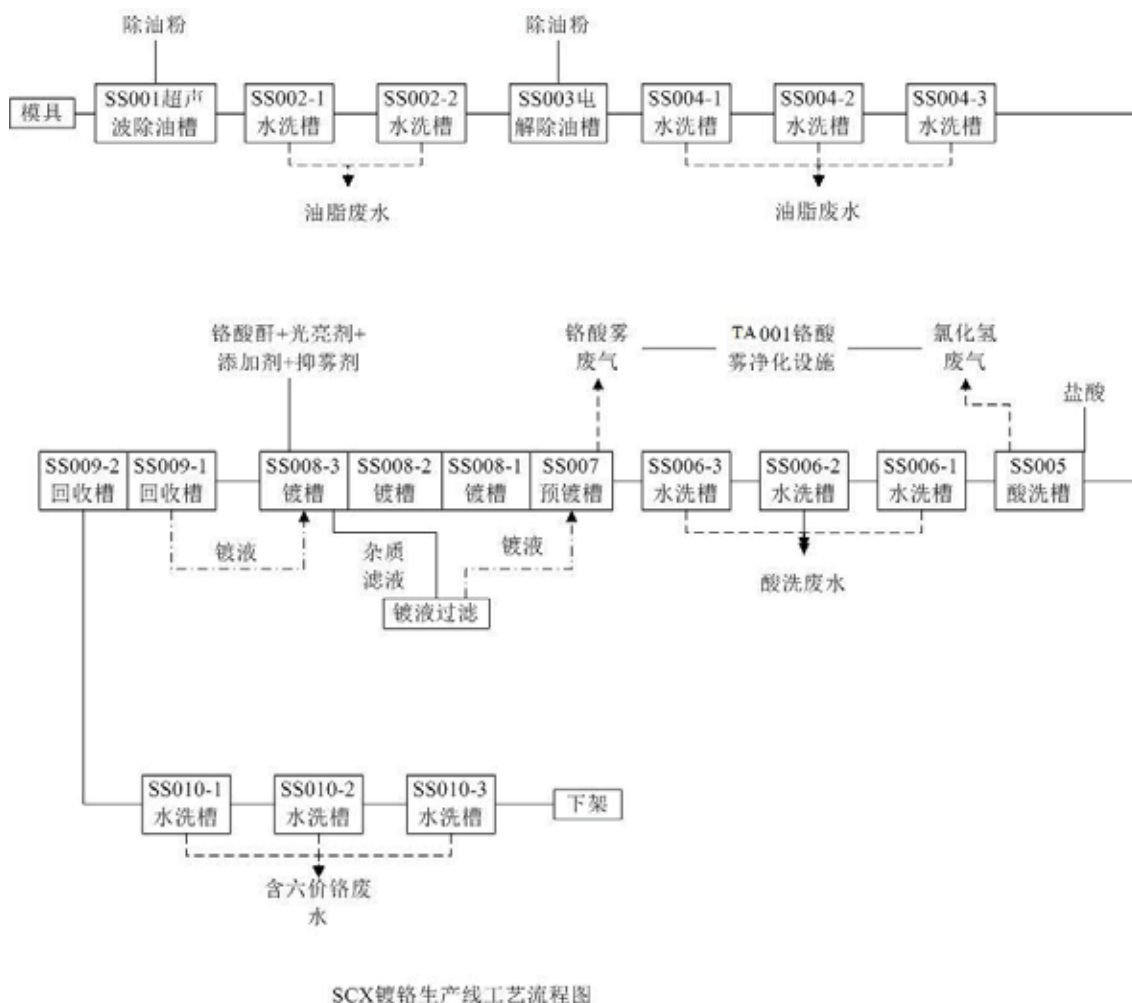 除油粉
除油粉
模具
SS001超声
波除油槽
SS002-1
水洗槽
SS002-2
水洗槽
SS003电
解除油槽
SS004-1
水洗槽
SS004-2
水洗槽
SS004-3
水洗槽
油脂废水
油脂废水
铬酸酐+光亮剂+
添加剂+抑雾剂
铬酸雾
废气
TA001铬酸
雾净化设施
氯化氢
废气
盐酸
SS009-2
回收槽
SS009-1
回收槽
SS008-3
镀槽
SS008-2
镀槽
SS008-1
镀槽
SS007
预镀槽
SS006-3
水洗槽
SS006-2
水洗槽
SS006-1
水洗槽
SS005
酸洗槽
镀液
杂质
滤液
镀液
镀液过滤
酸洗废水
SS010-1
水洗槽
SS010-2
水洗槽
SS010-3
水洗槽
下架
含六价铬废
水
SCX镀铬生产线工艺流程图